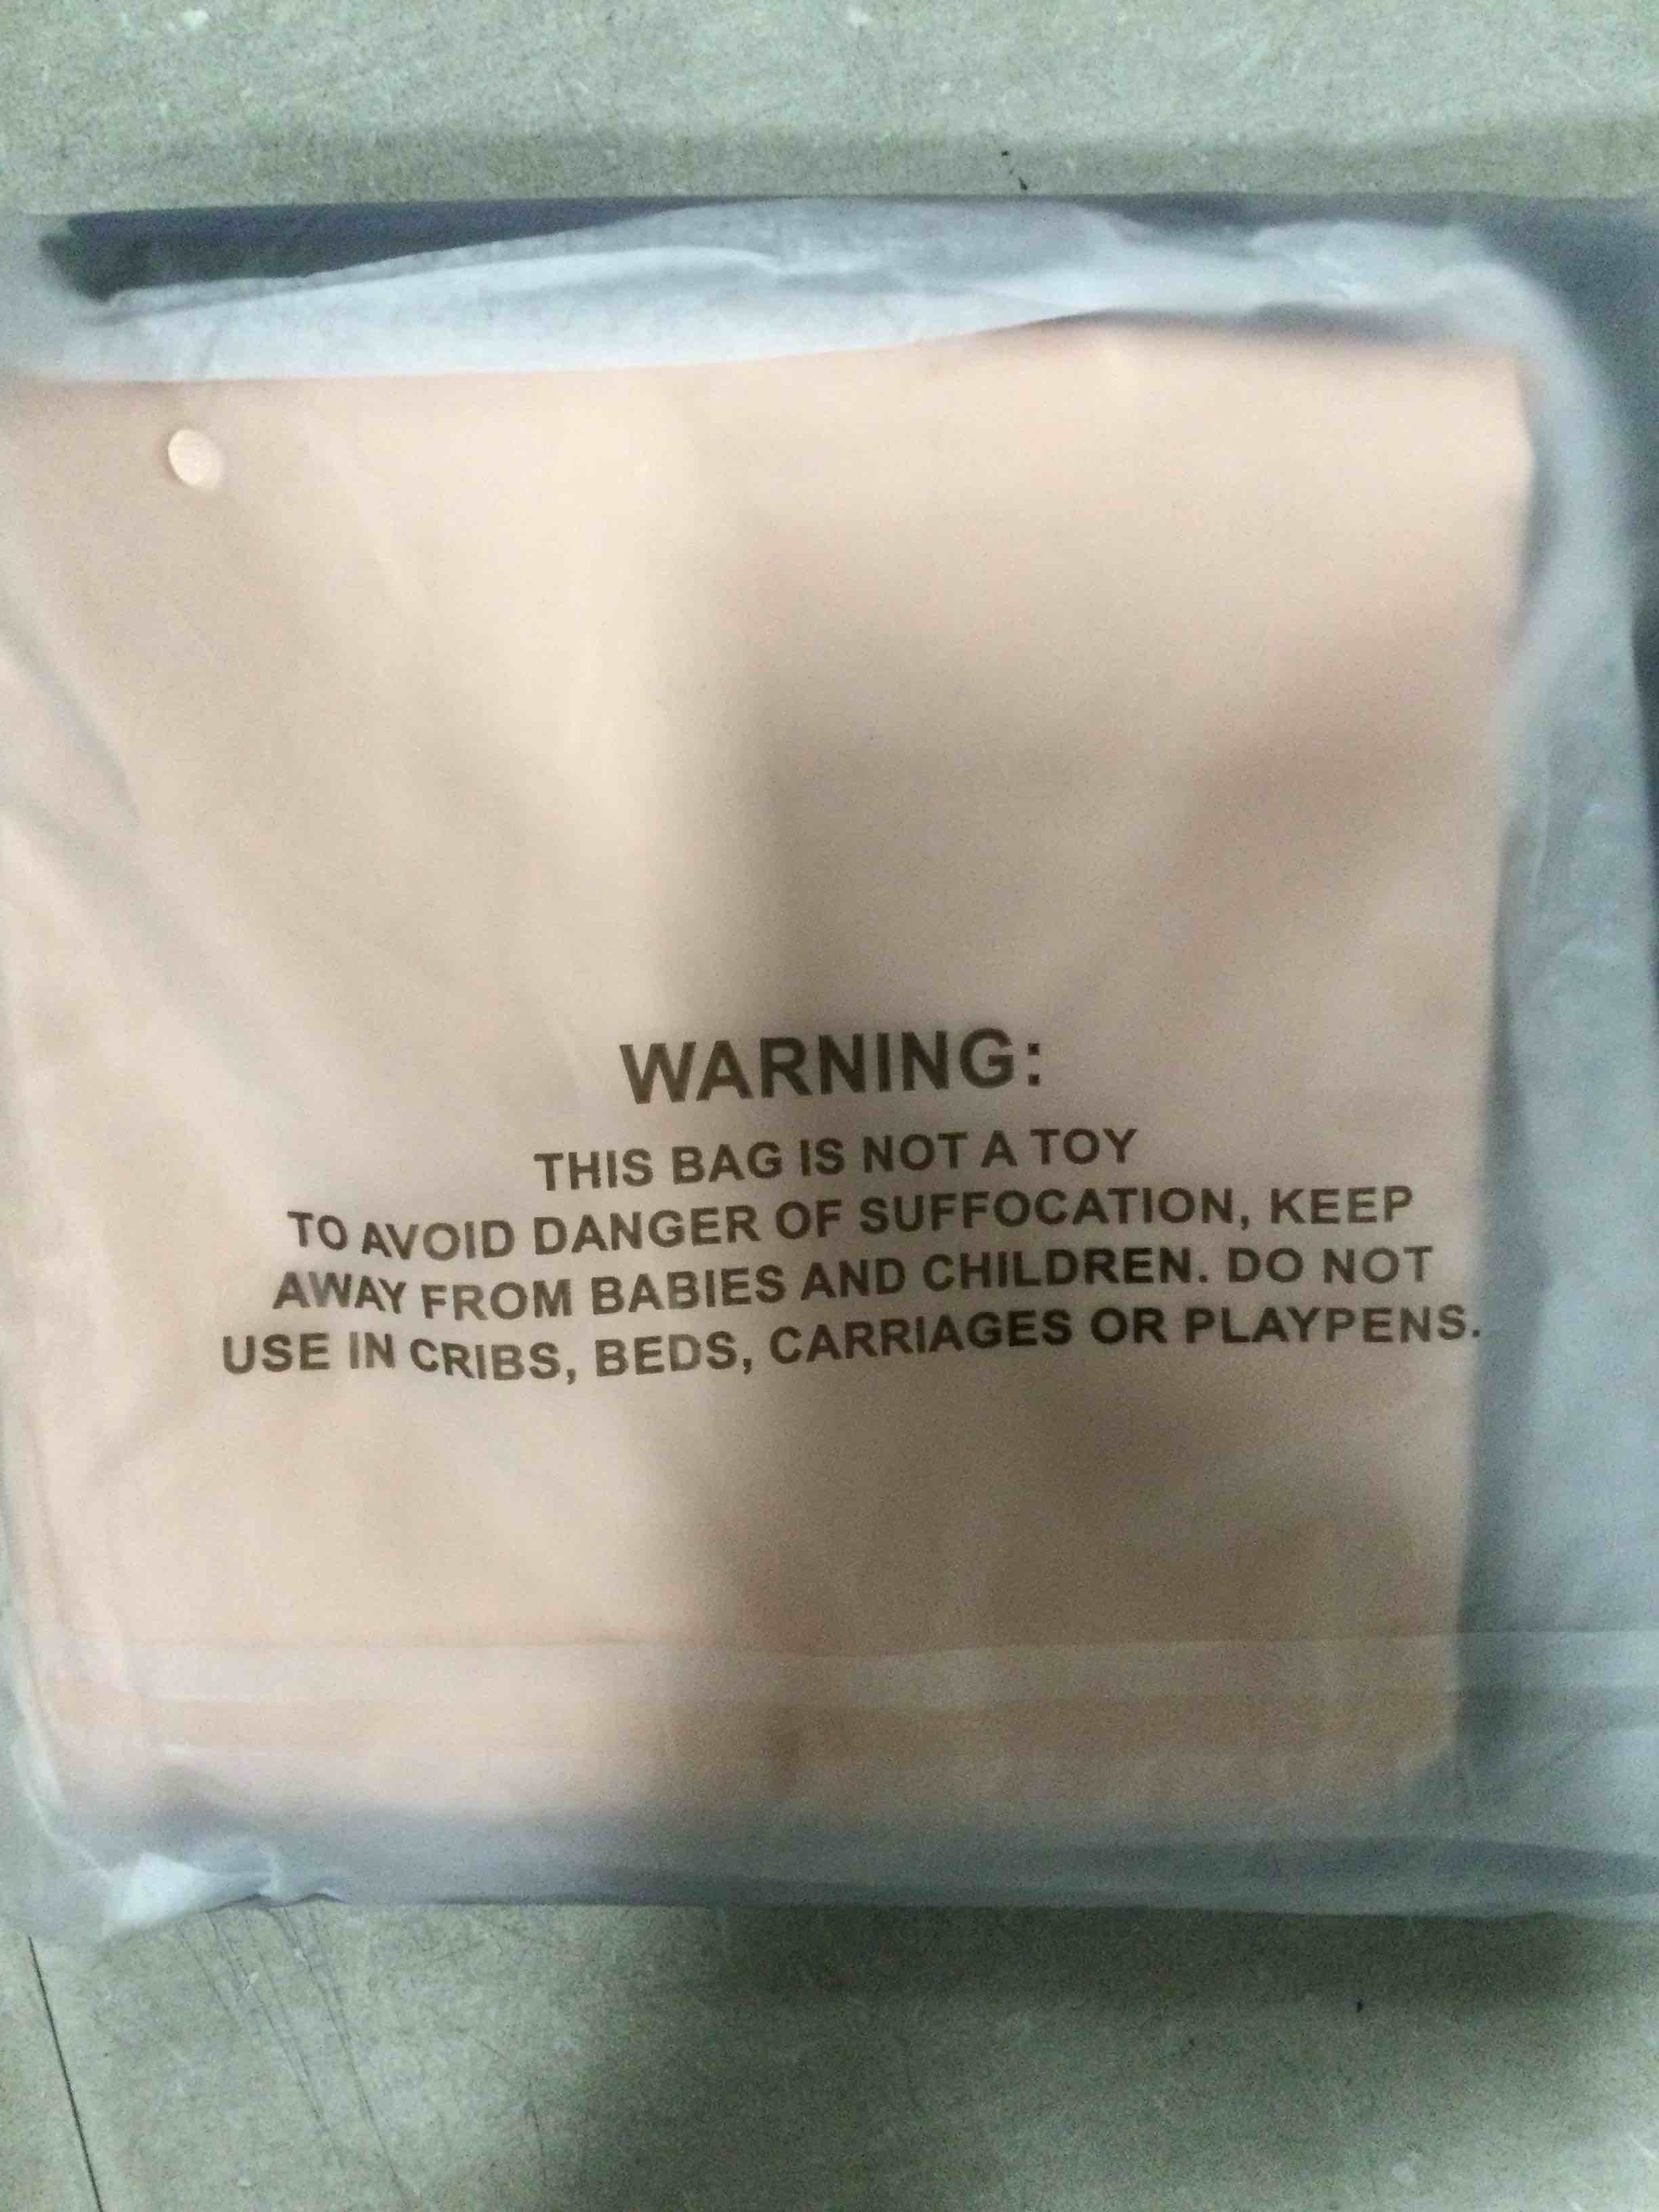 WARNING:
THIS BAG IS NOT A TOY
TO AVOID DANGER OF SUFFOCATION, KEEP
AWAY FROM BABIES AND CHILDREN. DO NOT
USE IN CRIBS, BEDS, CARRIAGES OR PLAYPENS.